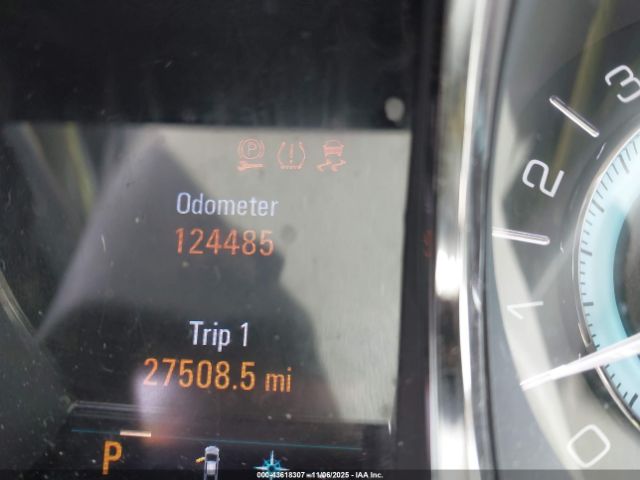 Odometer
124485
Trip 1
27508.5 mi
P
3
2
1
0
000-43618307 - 11/06/2025 - IAA Inc.